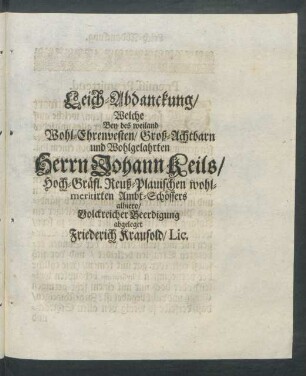 Leich-Abdanckung/
Welche
Bey des weiland
Wohl-Ehrenvesten/ Groß-Achtbarn
und Wohlgelahrten
Herrn Johann Keils/
Hoch-Gräfl. Reuß-Plauischen wohl-
meritirten Ambt-Schössers
allhier/
Volckreicher Beerdigung
abgeleget
Friederich Krausold/ Lic.